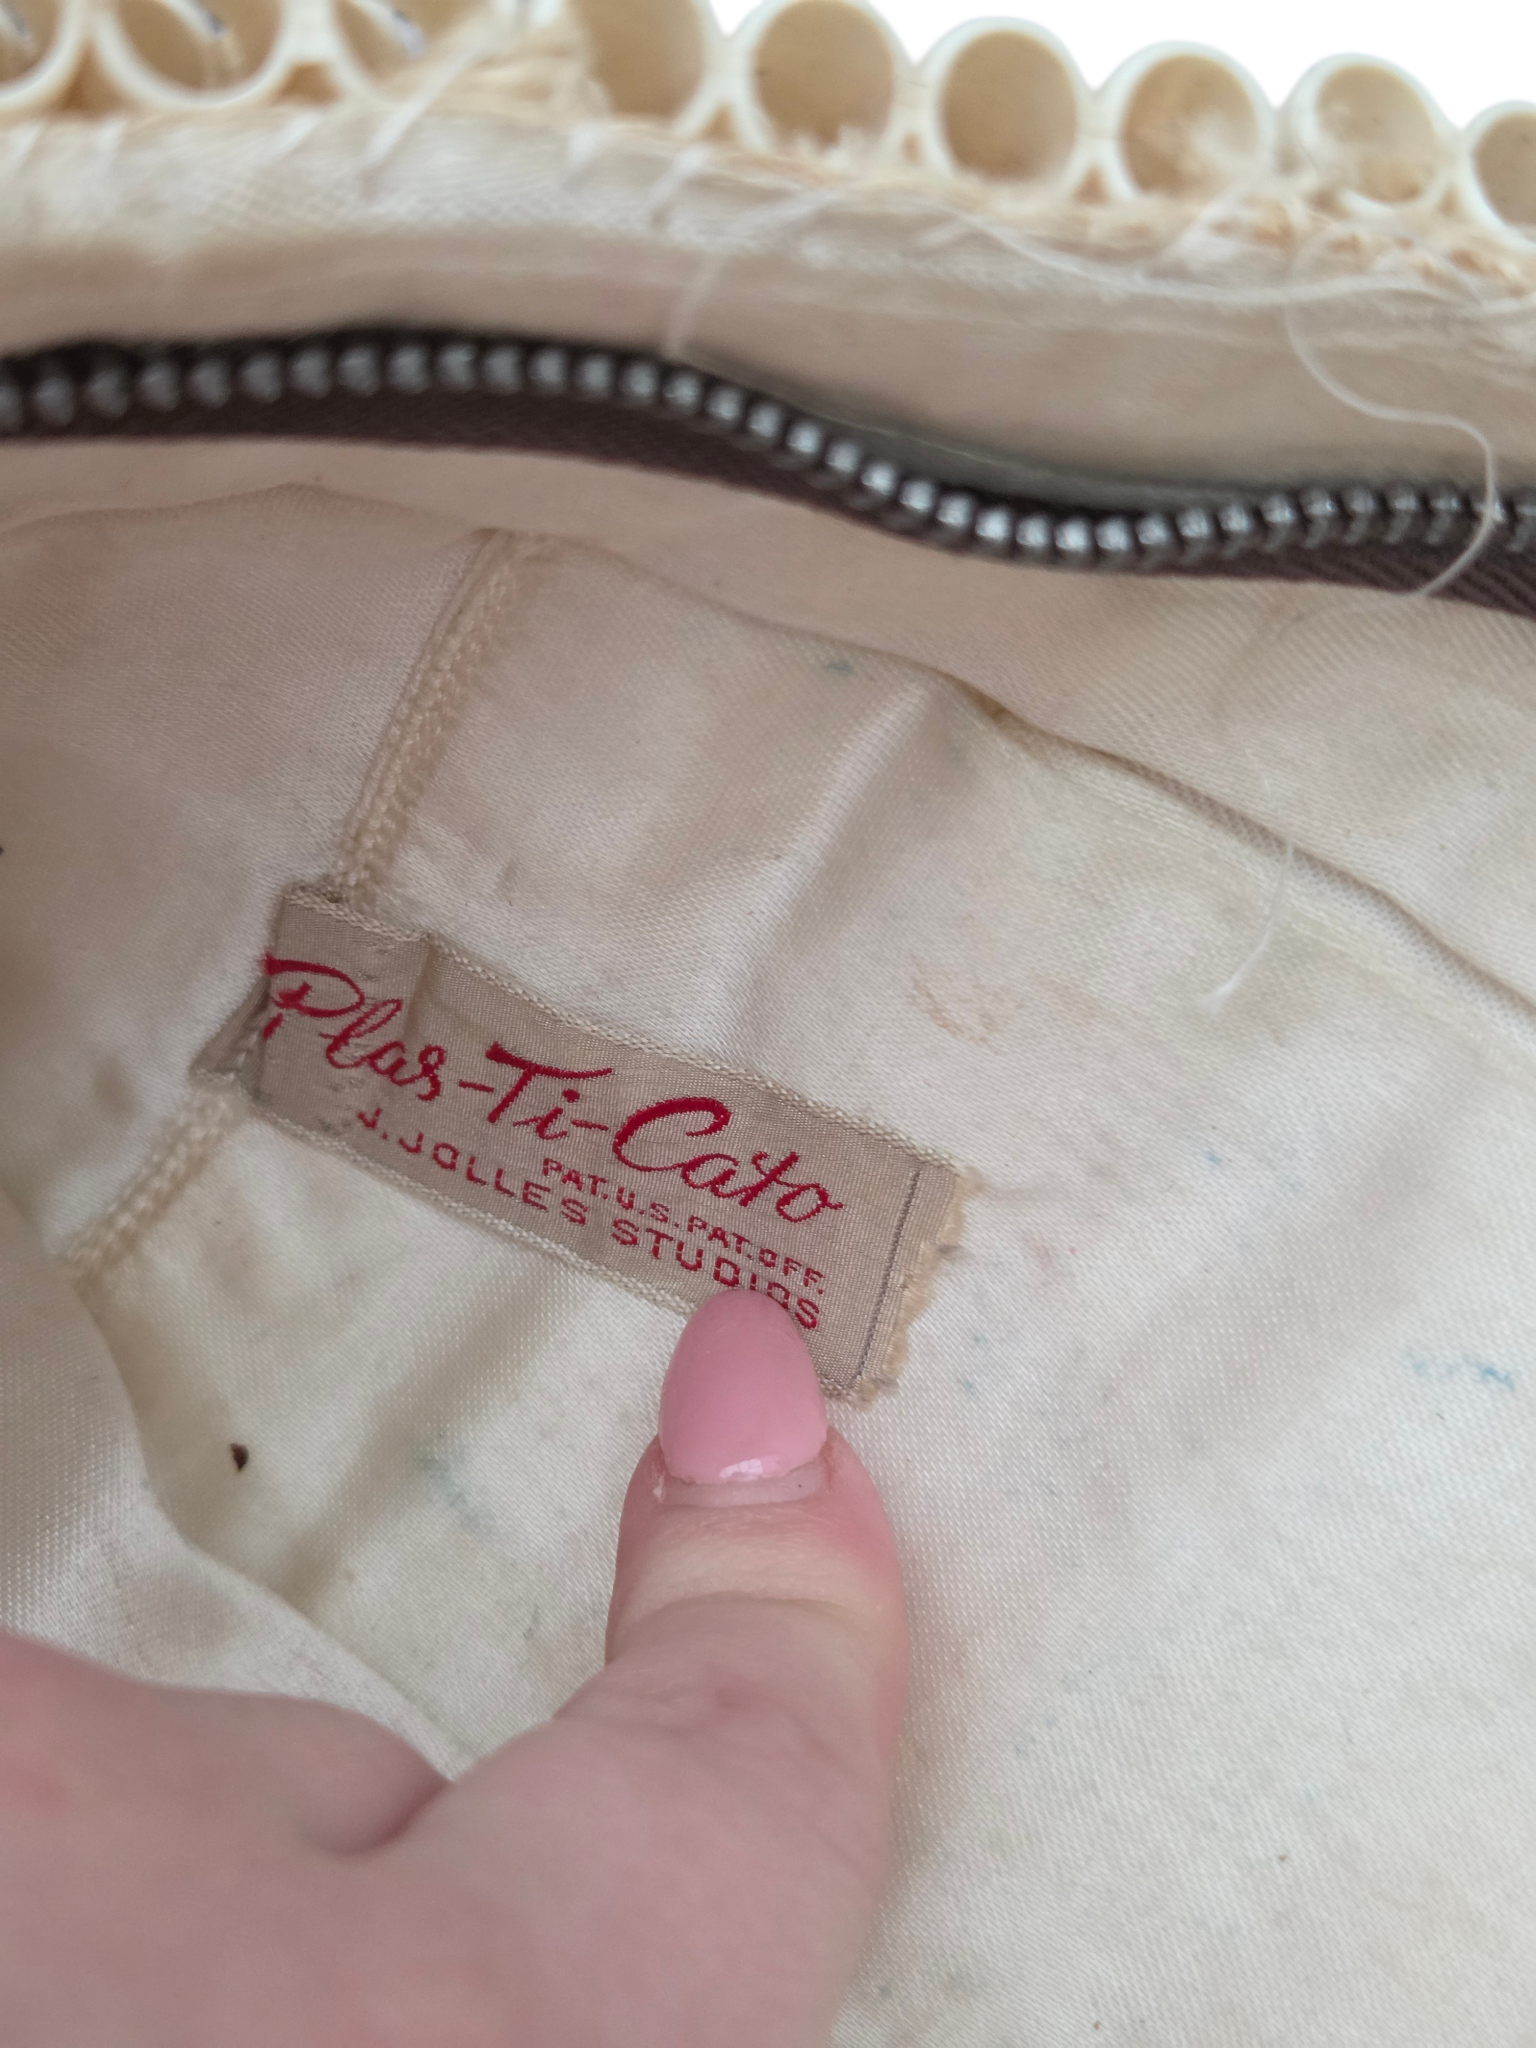 Plas-Ti-Cato
PAT. U.S. PAT. OFF.
J. JOLLES STUDIOS